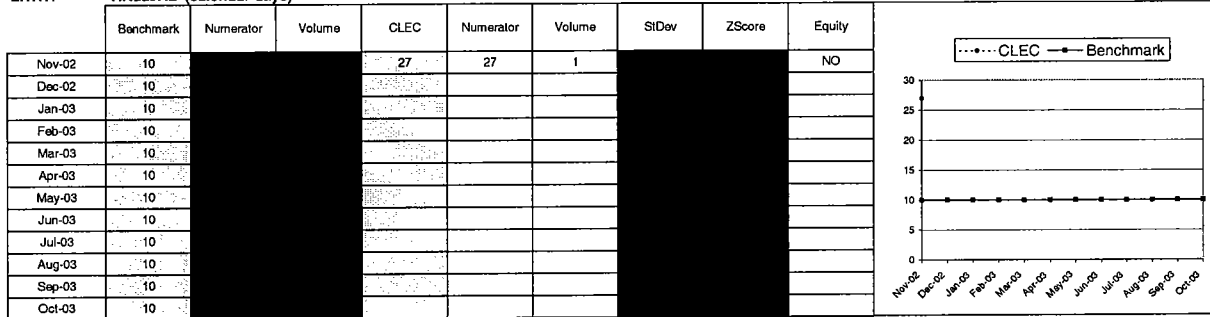 (calendar days)
Benchmark Numerator Volume CLEC Numerator Volume StDev ZScore Equity
Nov-02 10 27 27 1 NO
Dec-02 10
Jan-03 10
Feb-03 10
Mar-03 10
Apr-03 10
May-03 10
Jun-03 10
Jul-03 10
Aug-03 10
Sep-03 10
Oct-03 10
CLEC Benchmark
30
25
20
15
10
5
0
Nov-02 Dec-02 Jan-03 Feb-03 Mar-03 Apr-03 May-03 Jun-03 Jul-03 Aug-03 Sep-03 Oct-03